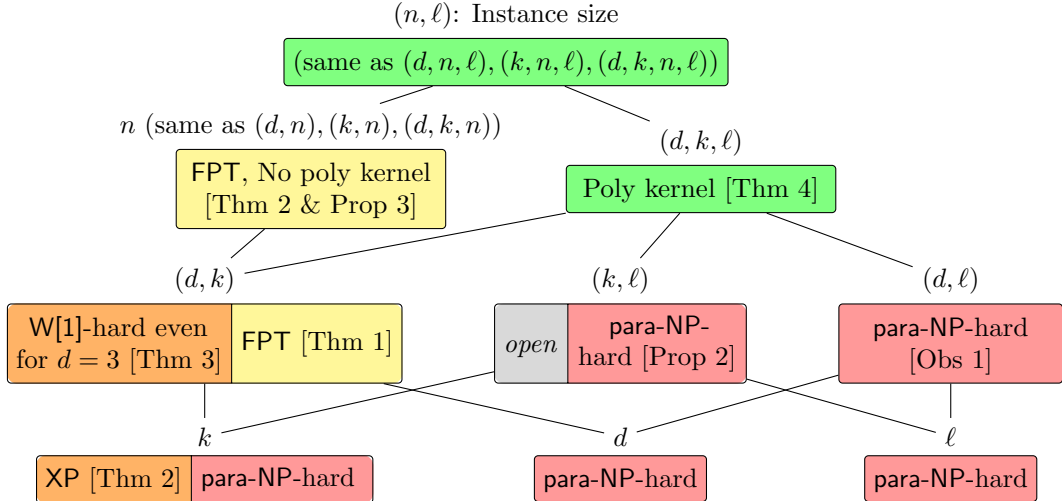 (n, ℓ): Instance size
(same as (d, n, ℓ), (k, n, ℓ), (d, k, n, ℓ))
n (same as (d, n), (k, n), (d, k, n))
(d, k, ℓ)
FPT, No poly kernel
[Thm 2 & Prop 3]
Poly kernel [Thm 4]
(d, k)
(k, ℓ)
(d, ℓ)
W[1]-hard even
for d = 3 [Thm 3]
FPT [Thm 1]
open
para-NP-
hard [Prop 2]
para-NP-hard
[Obs 1]
k
d
ℓ
XP [Thm 2]
para-NP-hard
para-NP-hard
para-NP-hard